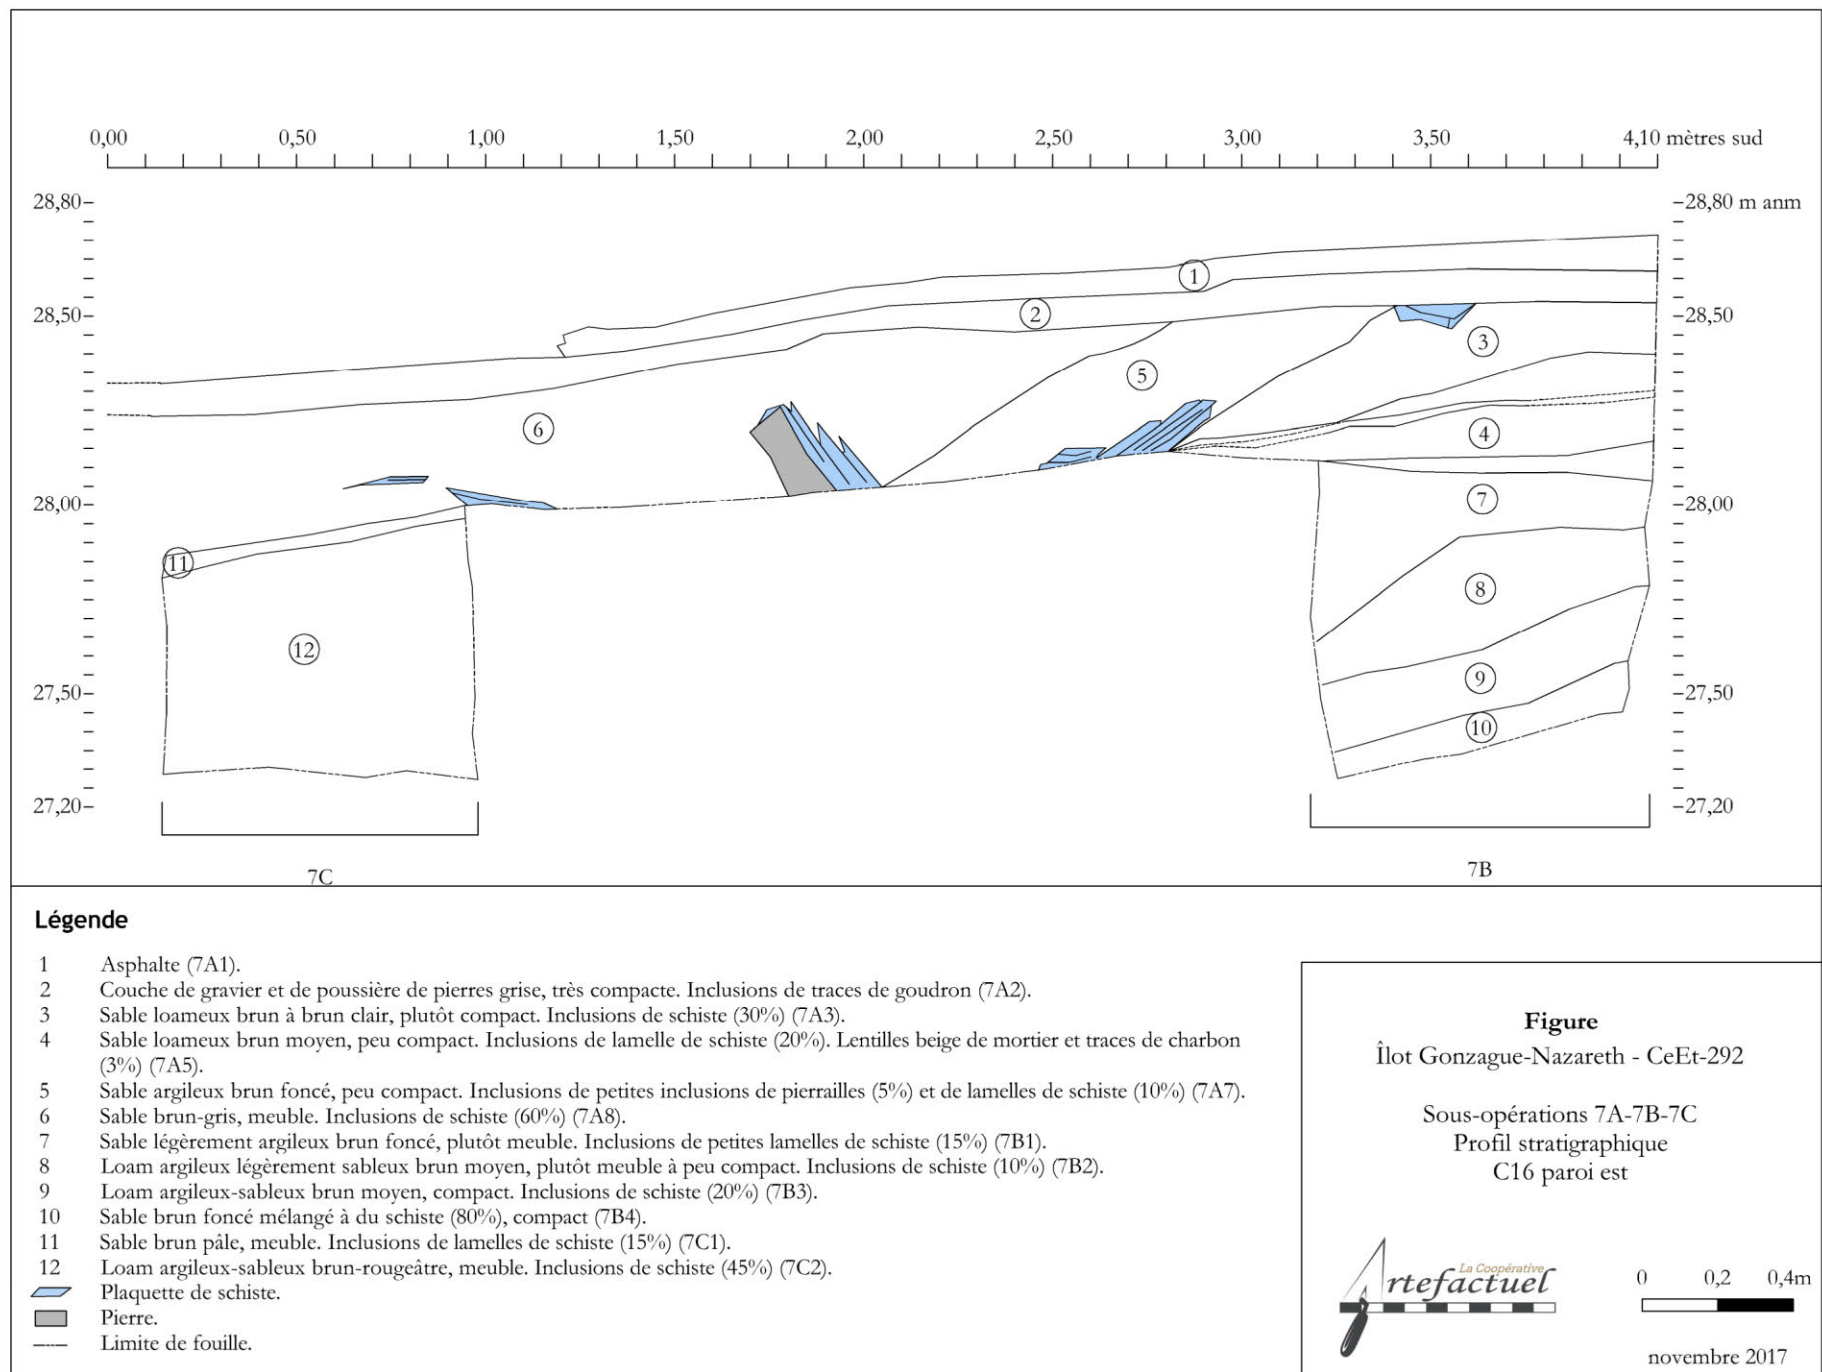 0,00 0,50 1,00 1,50 2,00 2,50 3,00 3,50 4,10 mètres sud
28,80 28,80 m anm
1
28,50 2 28,50
3
5
6 4
28,00 7 28,00
11
8
12
27,50 9 27,50
10
27,20 27,20
7C 7B
Légende
1 Asphalte (7A1).
2 Couche de gravier et de poussière de pierres grise, très compacte. Inclusions de traces de goudron (7A2).
3 Sable loameux brun à brun clair, plutôt compact. Inclusions de schiste (30%) (7A3).
4 Sable loameux brun moyen, peu compact. Inclusions de lamelle de schiste (20%). Lentilles beige de mortier et traces de charbon
(3%) (7A5).
5 Sable argileux brun foncé, peu compact. Inclusions de petites inclusions de pierrailles (5%) et de lamelles de schiste (10%) (7A7).
6 Sable brun-gris, meuble. Inclusions de schiste (60%) (7A8).
7 Sable légèrement argileux brun foncé, plutôt meuble. Inclusions de petites lamelles de schiste (15%) (7B1).
8 Loam argileux légèrement sableux brun moyen, plutôt meuble à peu compact. Inclusions de schiste (10%) (7B2).
9 Loam argileux-sableux brun moyen, compact. Inclusions de schiste (20%) (7B3).
10 Sable brun foncé mélangé à du schiste (80%), compact (7B4).
11 Sable brun pâle, meuble. Inclusions de lamelles de schiste (15%) (7C1).
12 Loam argileux-sableux brun-rougeâtre, meuble. Inclusions de schiste (45%) (7C2).
Plaquette de schiste.
Pierre.
Limite de fouille.
Figure
Îlot Gonzague-Nazareth - CeEt-292
Sous-opérations 7A-7B-7C
Profil stratigraphique
C16 paroi est
La Coopérative
Artefactuel
0 0,2 0,4m
novembre 2017